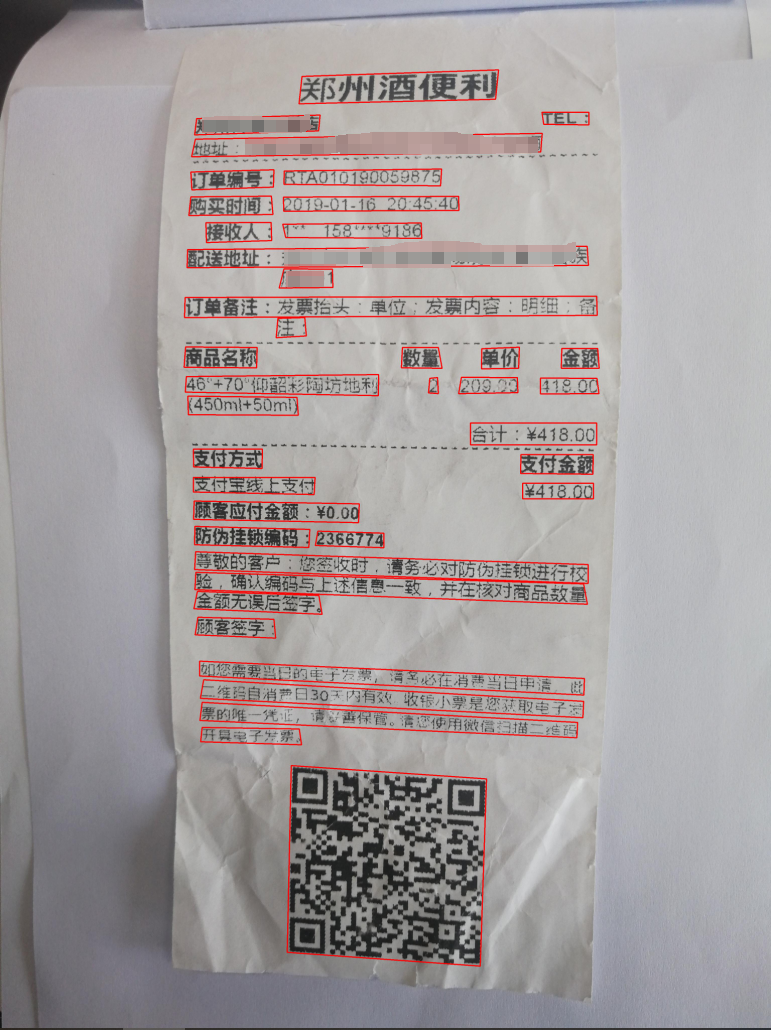 郑州酒便利
TEL：
地址：
订单编号： RTA010190059875
购买时间： 2019-01-16 20:45:40
接收人： 1** 158****9186
配送地址：
订单备注：发票抬头：单位；发票内容：明细；备
注：
商品名称 数量 单价 金额
46°+70°仰韶彩陶坊地利 2 209.00 418.00
(450ml+50ml)
合计：¥418.00
支付方式 支付金额
支付宝线上支付 ¥418.00
顾客应付金额：¥0.00
防伪挂锁编码：2366774
尊敬的客户：您签收时，请务必对防伪挂锁进行校
验，确认编码与上述信息一致，并在核对商品数量
金额无误后签字。
顾客签字：
如您需要当日的电子发票，请务必在消费当日申请，此
二维码自消费日30天内有效，收银小票是您获取电子发
票的唯一凭证，请妥善保管。请您使用微信扫描二维码
开具电子发票。